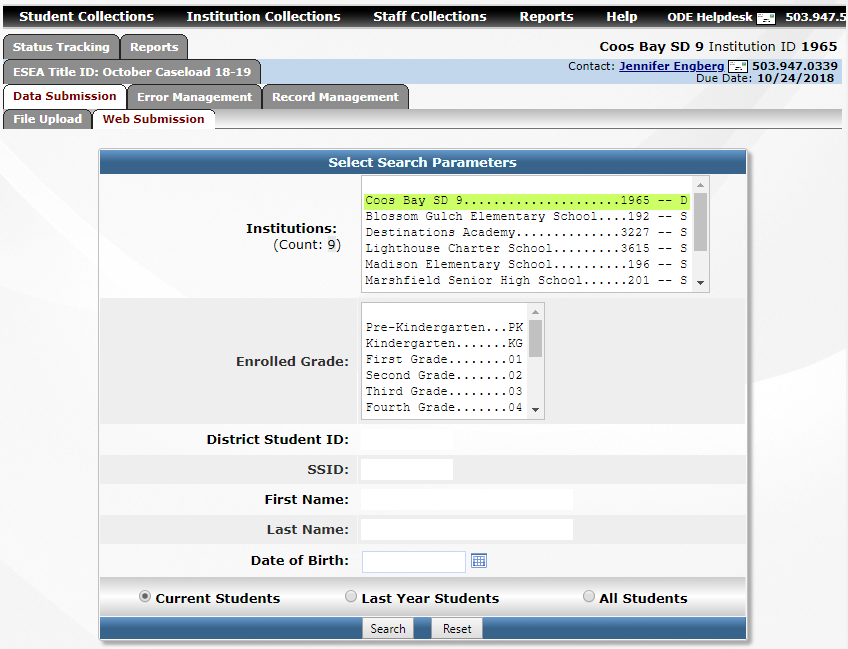 Student Collections Institution Collections Staff Collections Reports Help ODE Helpdesk 503.947.5
Status Tracking Reports
Coos Bay SD 9 Institution ID 1965
ESEA Title ID: October Caseload 18-19
Contact: Jennifer Engberg 503.947.0339
Due Date: 10/24/2018
Data Submission Error Management Record Management
File Upload Web Submission
Select Search Parameters
Institutions:
(Count: 9)
Coos Bay SD 9.....................1965 -- D
Blossom Gulch Elementary School....192 -- S
Destinations Academy..............3227 -- S
Lighthouse Charter School.........3615 -- S
Madison Elementary School..........196 -- S
Marshfield Senior High School......201 -- S
Enrolled Grade:
Pre-Kindergarten...PK
Kindergarten.......KG
First Grade........01
Second Grade.......02
Third Grade........03
Fourth Grade.......04
District Student ID:
SSID:
First Name:
Last Name:
Date of Birth:
Current Students Last Year Students All Students
Search Reset